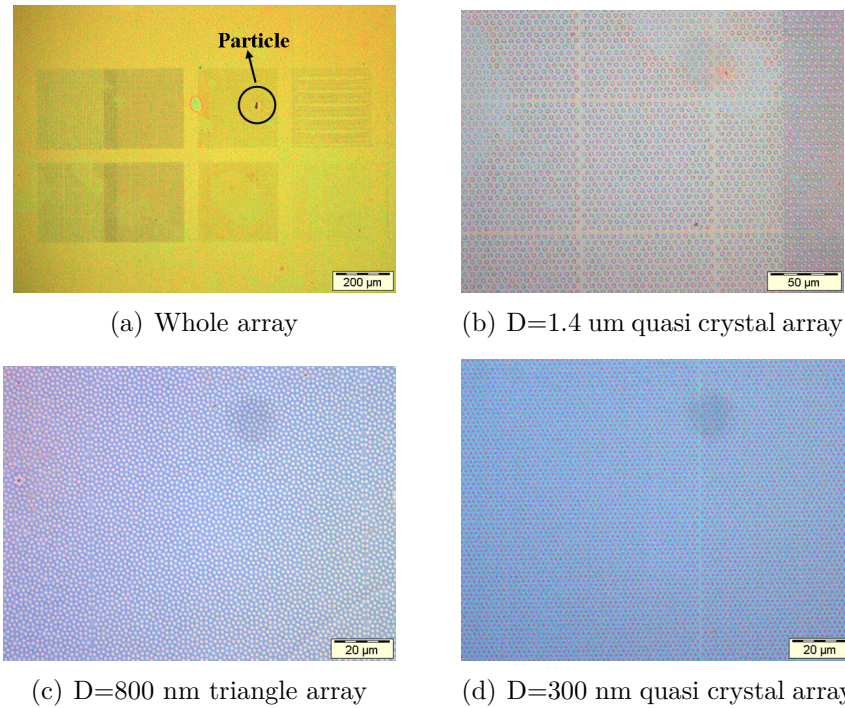 Particle
200 µm
50 µm
(a) Whole array
(b) D=1.4 um quasi crystal array
20 µm
20 µm
(c) D=800 nm triangle array
(d) D=300 nm quasi crystal array